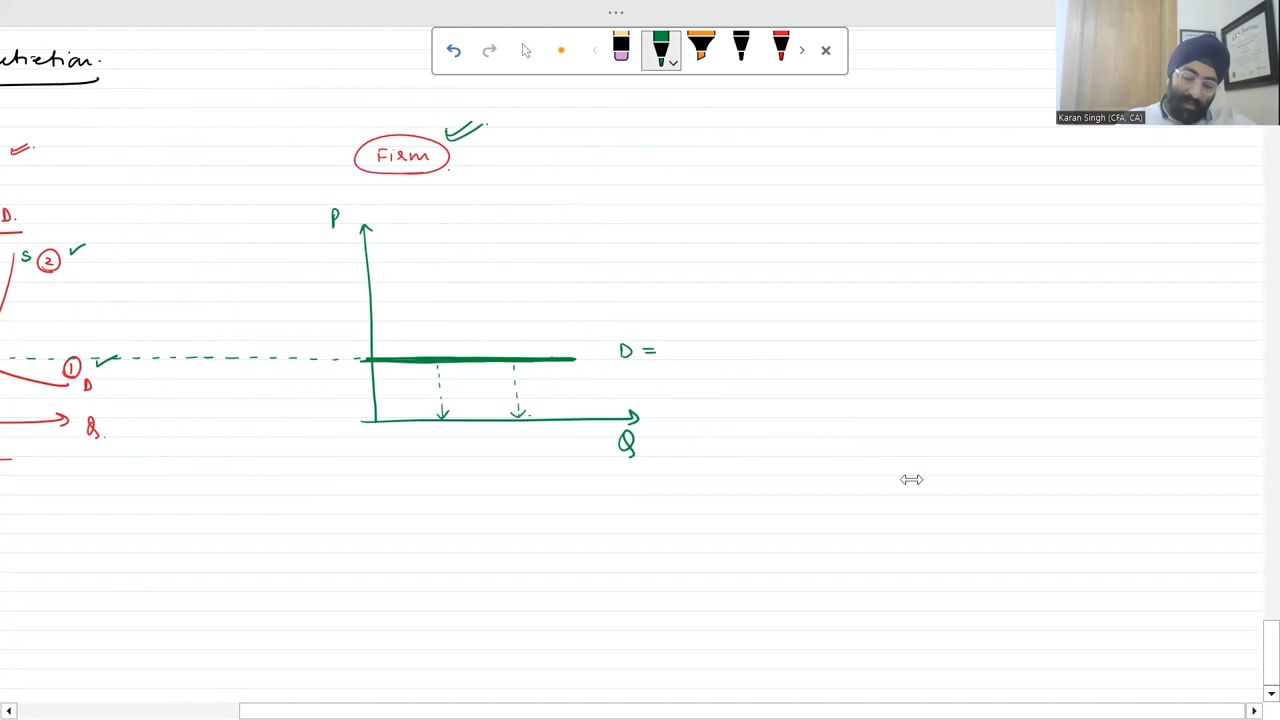 Firm
P
D.
S 2
D =
1
D
Q.
Q
Karan Singh (CFA, CA)